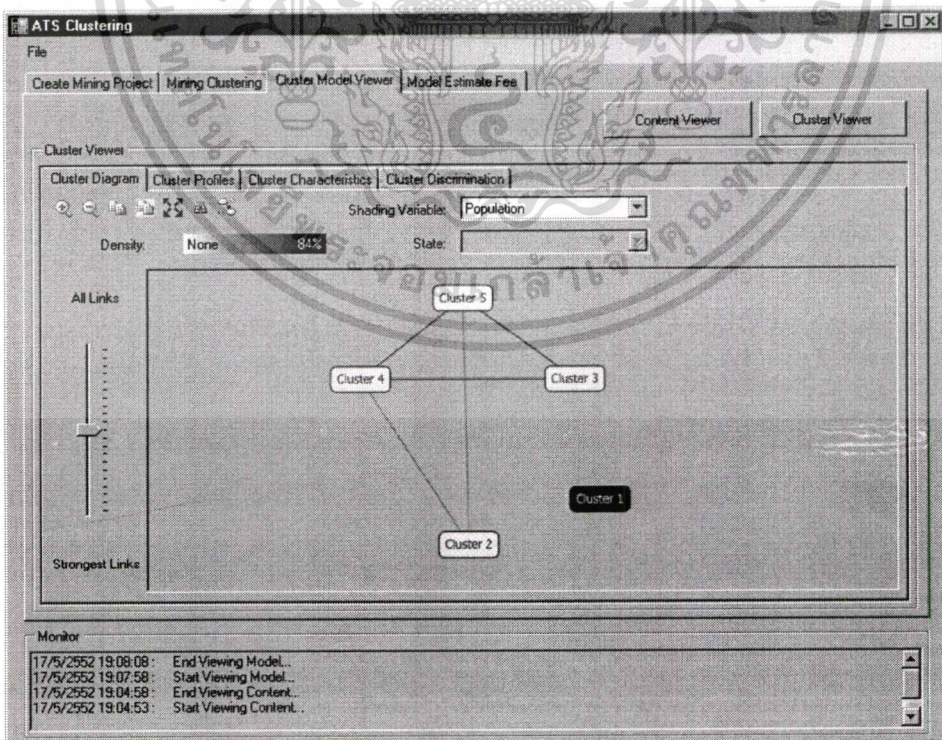 ATS Clustering
File
Create Mining Project Mining Clustering Cluster Model Viewer Model Estimate Fee
Content Viewer Cluster Viewer
Cluster Viewer
Cluster Diagram Cluster Profiles Cluster Characteristics Cluster Discrimination
Shading Variable: Population
Density: None 84% State:
All Links
Cluster 5
Cluster 4 Cluster 3
Cluster 1
Cluster 2
Strongest Links
Monitor
17/5/2552 19:08:08 : End Viewing Model...
17/5/2552 19:07:58 : Start Viewing Model...
17/5/2552 19:04:58 : End Viewing Content...
17/5/2552 19:04:53 : Start Viewing Content...